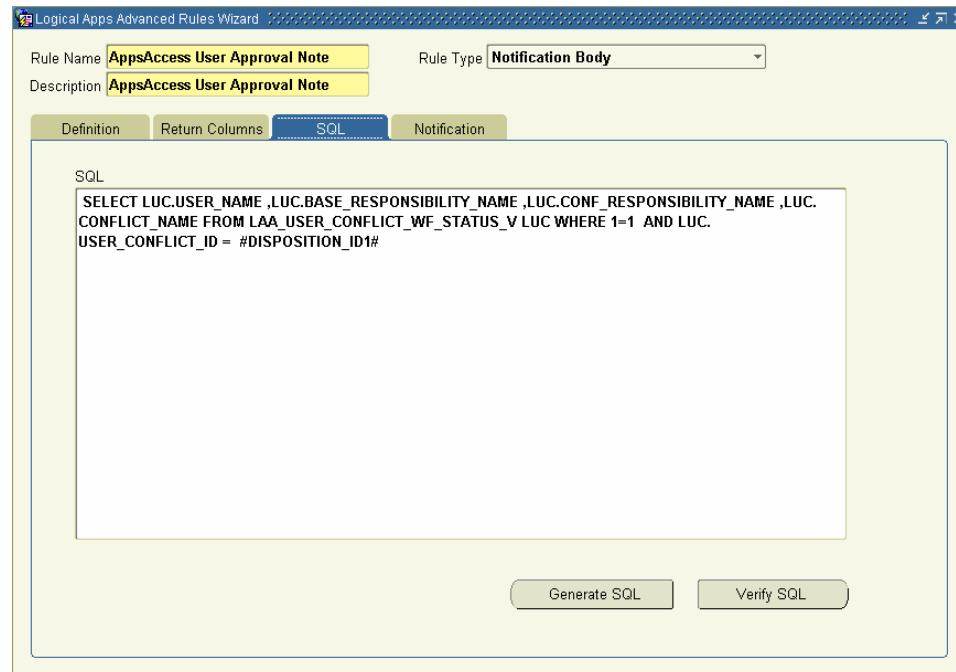 Logical Apps Advanced Rules Wizard
Rule Name AppsAccess User Approval Note Rule Type Notification Body
Description AppsAccess User Approval Note
Definition Return Columns SQL Notification
SQL
SELECT LUC.USER_NAME ,LUC.BASE_RESPONSIBILITY_NAME ,LUC.CONF_RESPONSIBILITY_NAME ,LUC.
CONFLICT_NAME FROM LAA_USER_CONFLICT_WF_STATUS_V LUC WHERE 1=1 AND LUC.
USER_CONFLICT_ID = #DISPOSITION_ID1#
Generate SQL Verify SQL